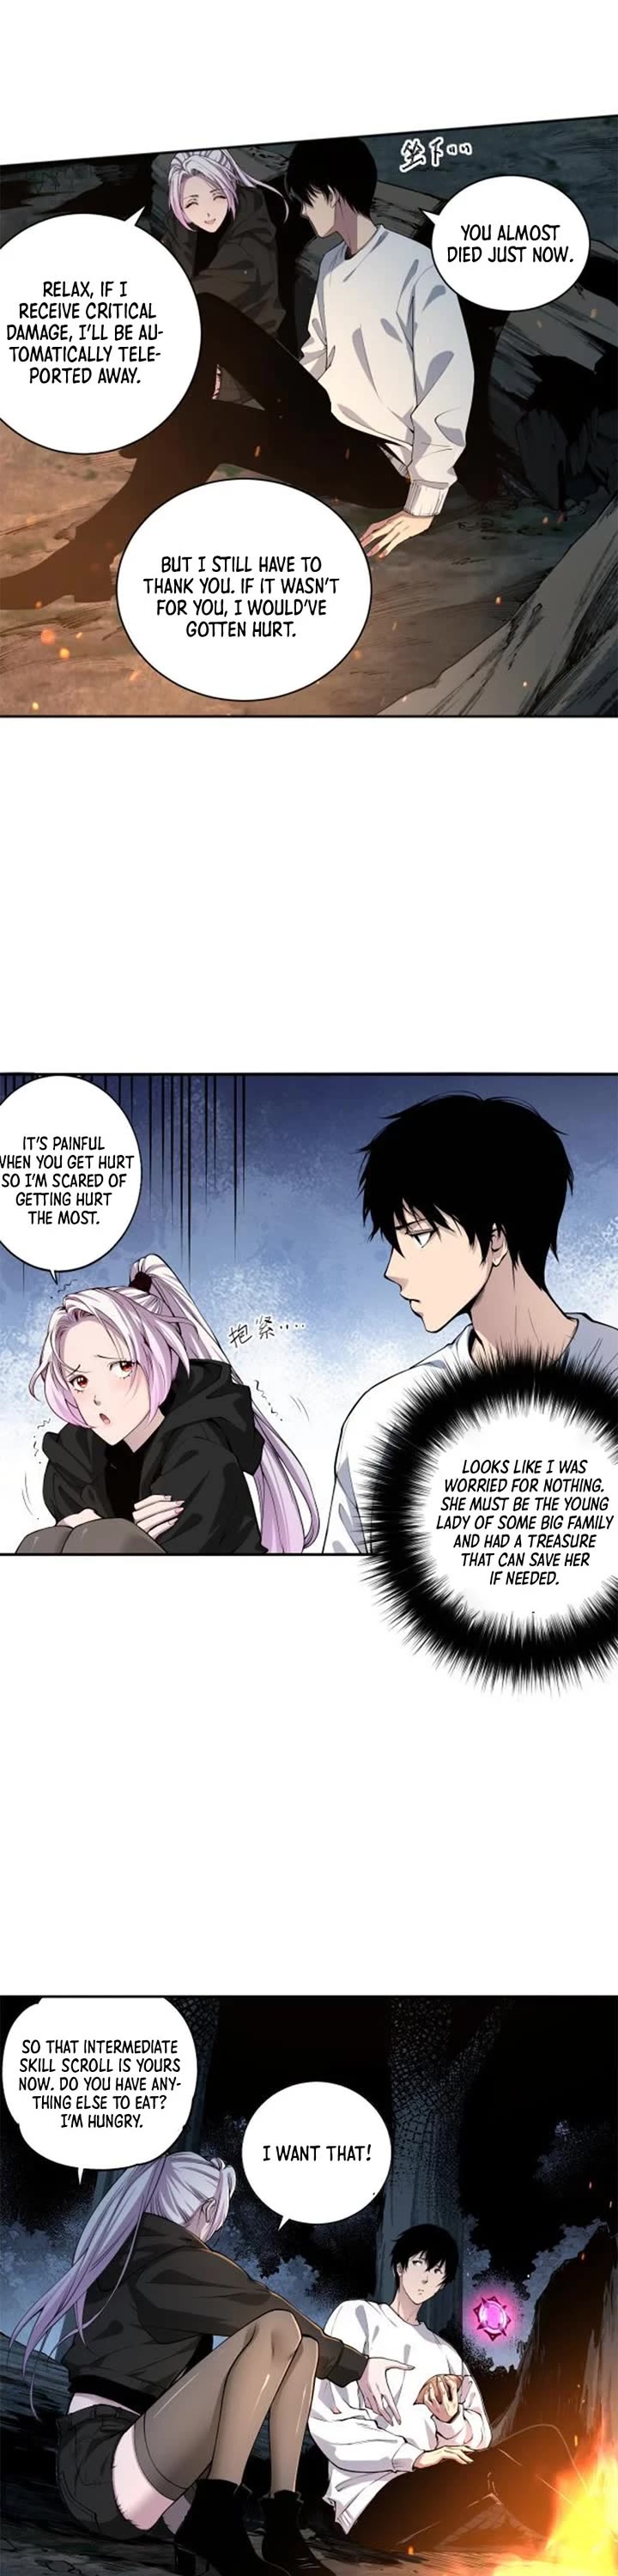 坐下…
YOU ALMOST
DIED JUST NOW.
RELAX, IF I
RECEIVE CRITICAL
DAMAGE, I'LL BE AU-
TOMATICALLY TELE-
PORTED AWAY.
BUT I STILL HAVE TO
THANK YOU. IF IT WASN'T
FOR YOU, I WOULD'VE
GOTTEN HURT.
IT'S PAINFUL
WHEN YOU GET HURT
SO I'M SCARED OF
GETTING HURT
THE MOST.
抱紧....
LOOKS LIKE I WAS
WORRIED FOR NOTHING.
SHE MUST BE THE YOUNG
LADY OF SOME BIG FAMILY
AND HAD A TREASURE
THAT CAN SAVE HER
IF NEEDED.
SO THAT INTERMEDIATE
SKILL SCROLL IS YOURS
NOW. DO YOU HAVE ANY-
THING ELSE TO EAT?
I'M HUNGRY.
I WANT THAT!